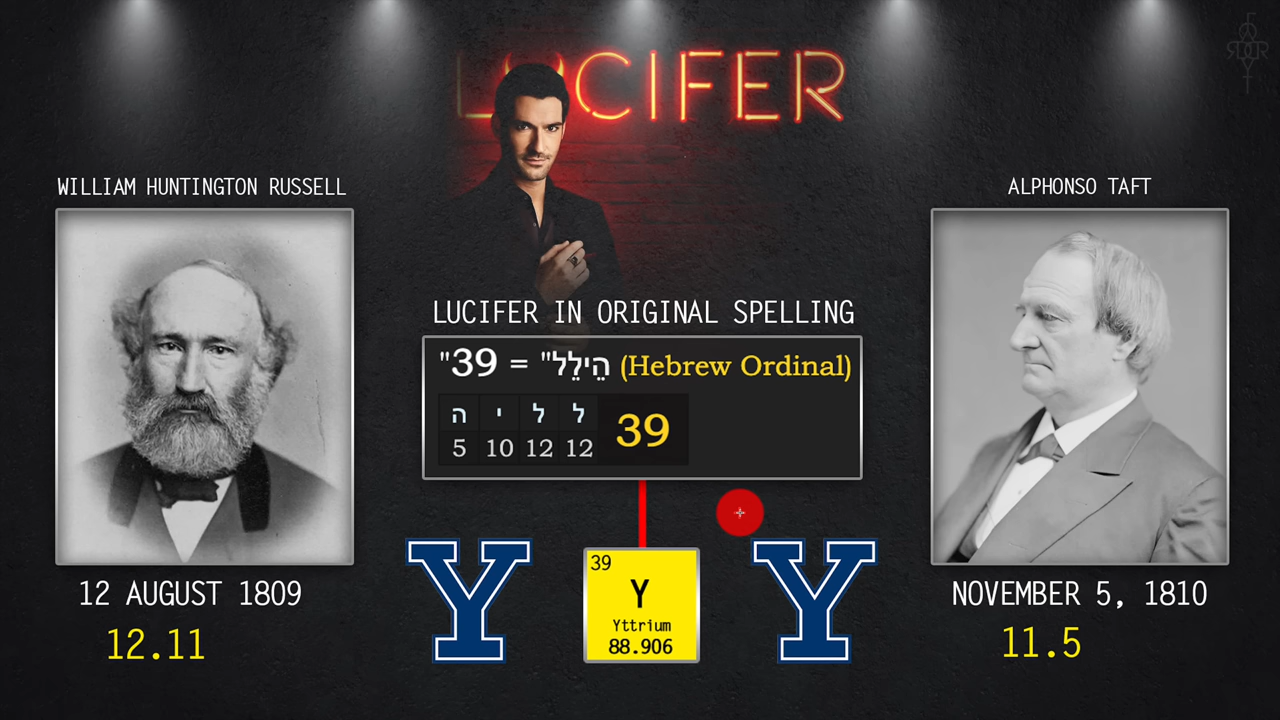 LUCIFER
WILLIAM HUNTINGTON RUSSELL
ALPHONSO TAFT
LUCIFER IN ORIGINAL SPELLING
"הֵילֵל" = 39" (Hebrew Ordinal)
ה י ל ל
5 10 12 12
39
39
Y
Yttrium
88.906
Y
Y
12 AUGUST 1809
12.11
NOVEMBER 5, 1810
11.5